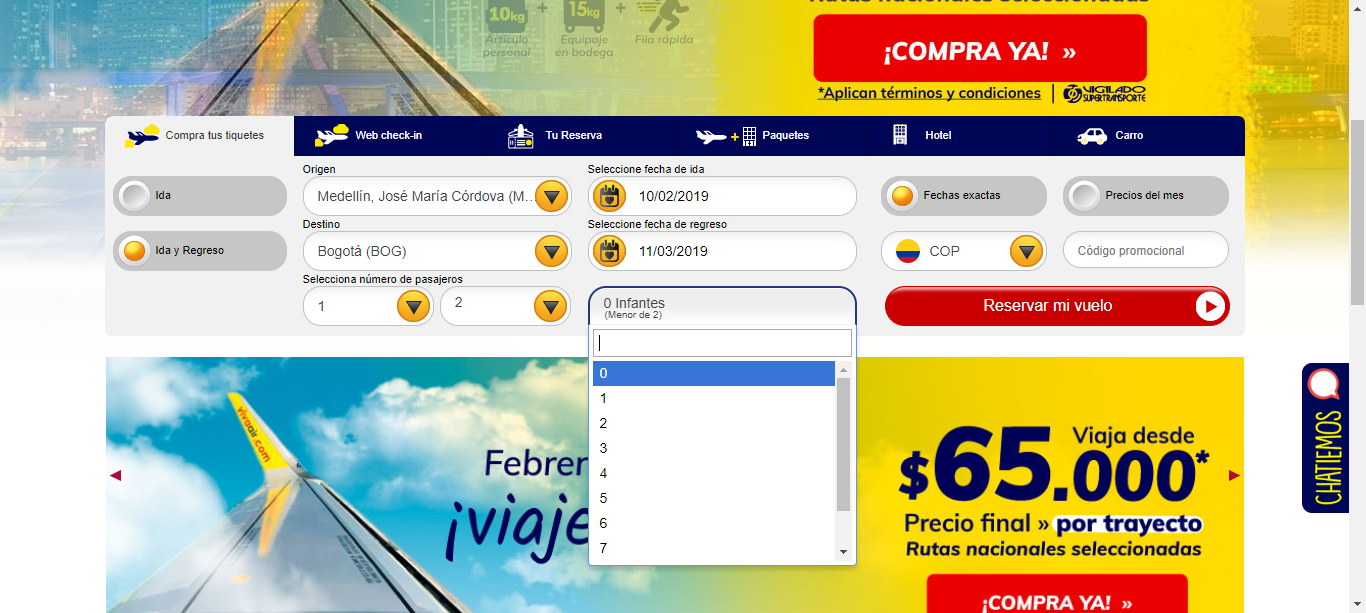 10kg + 15kg +
Artículo personal
Equipaje en bodega
Fila rápida
Rutas nacionales seleccionadas
¡COMPRA YA! »
*Aplican términos y condiciones | VIGILADO SUPERTRANSPORTE
Compra tus tiquetes
Web check-in
Tu Reserva
Paquetes
Hotel
Carro
Ida
Ida y Regreso
Origen
Medellín, José María Córdova (M...
Destino
Bogotá (BOG)
Selecciona número de pasajeros
1
2
Seleccione fecha de ida
10/02/2019
Seleccione fecha de regreso
11/03/2019
0 Infantes
(Menor de 2)
0
1
2
3
4
5
6
7
Fechas exactas
Precios del mes
COP
Código promocional
Reservar mi vuelo
vivaair.com
Febrer
¡viaje
Viaja desde
$65.000*
Precio final » por trayecto
Rutas nacionales seleccionadas
¡COMPRA YA! »
CHATIEMOS